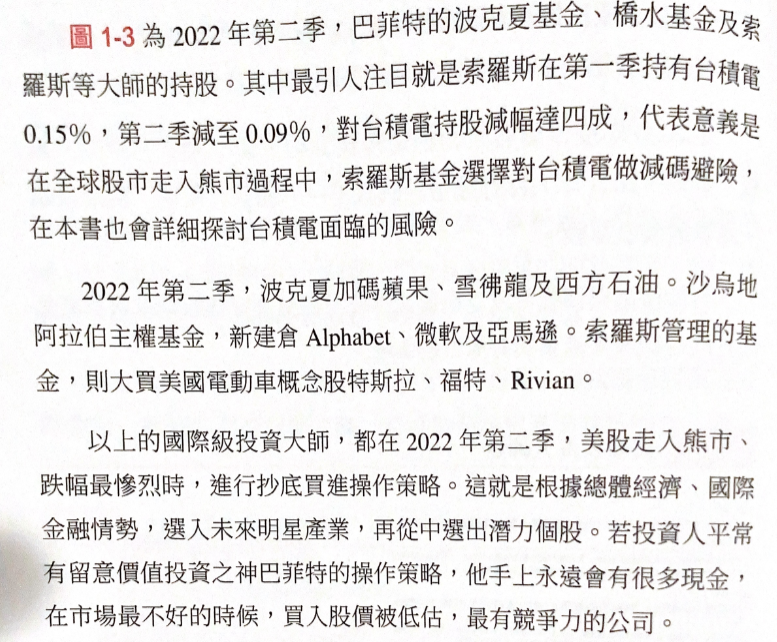 圖 1-3 為 2022 年第二季，巴菲特的波克夏基金、橋水基金及索
羅斯等大師的持股。其中最引人注目就是索羅斯在第一季持有台積電
0.15%，第二季減至 0.09%，對台積電持股減幅達四成，代表意義是
在全球股市走入熊市過程中，索羅斯基金選擇對台積電做減碼避險，
在本書也會詳細探討台積電面臨的風險。
2022 年第二季，波克夏加碼蘋果、雪彿龍及西方石油。沙烏地
阿拉伯主權基金，新建倉 Alphabet、微軟及亞馬遜。索羅斯管理的基
金，則大買美國電動車概念股特斯拉、福特、Rivian。
以上的國際級投資大師，都在 2022 年第二季，美股走入熊市、
跌幅最慘烈時，進行抄底買進操作策略。這就是根據總體經濟、國際
金融情勢，選入未來明星產業，再從中選出潛力個股。若投資人平常
有留意價值投資之神巴菲特的操作策略，他手上永遠會有很多現金，
在市場最不好的時候，買入股價被低估，最有競爭力的公司。